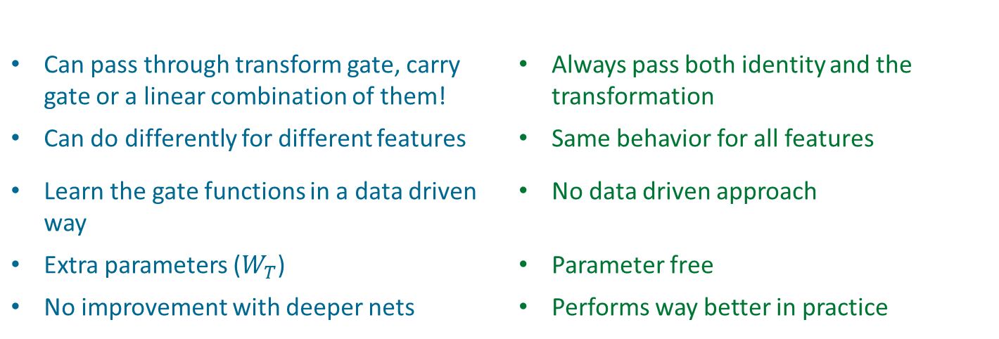 • Can pass through transform gate, carry
gate or a linear combination of them!
• Can do differently for different features
• Learn the gate functions in a data driven
way
• Extra parameters (W_T)
• No improvement with deeper nets
• Always pass both identity and the
transformation
• Same behavior for all features
• No data driven approach
• Parameter free
• Performs way better in practice